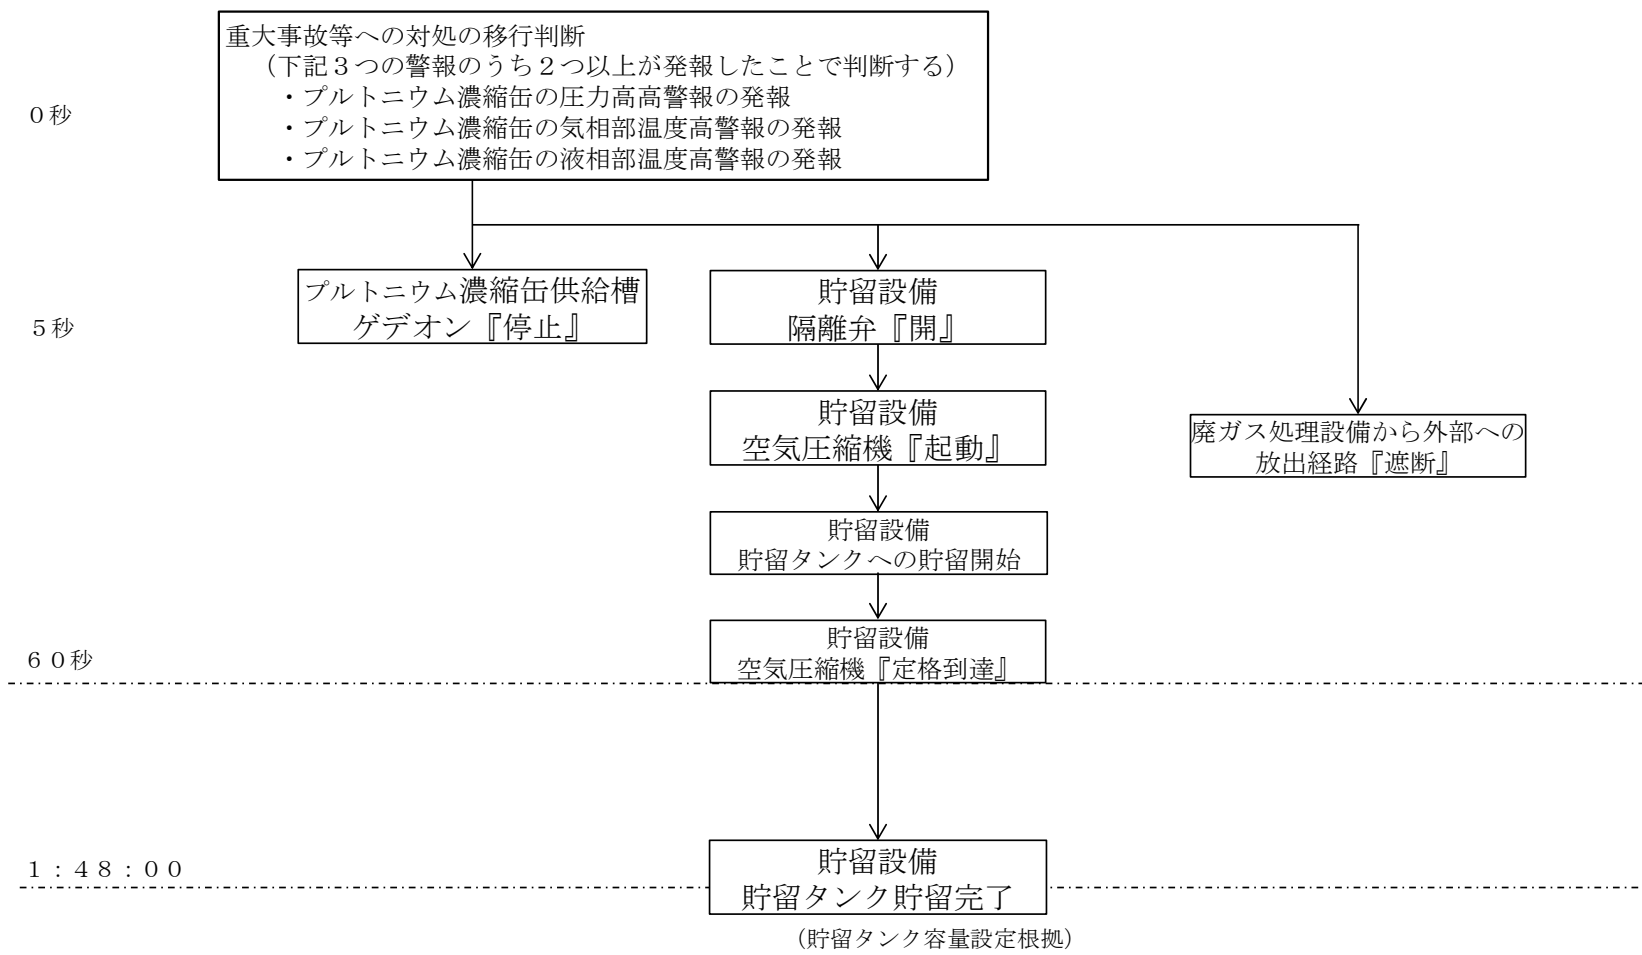 重大事故等への対処の移行判断
（下記３つの警報のうち２つ以上が発報したことで判断する）
・プルトニウム濃縮缶の圧力高高警報の発報
・プルトニウム濃縮缶の気相部温度高警報の発報
・プルトニウム濃縮缶の液相部温度高警報の発報
０秒
プルトニウム濃縮缶供給槽
ゲデオン『停止』
貯留設備
隔離弁『開』
５秒
貯留設備
空気圧縮機『起動』
廃ガス処理設備から外部への
放出経路『遮断』
貯留設備
貯留タンクへの貯留開始
貯留設備
空気圧縮機『定格到達』
６０秒
貯留設備
貯留タンク貯留完了
１：４８：００
（貯留タンク容量設定根拠）